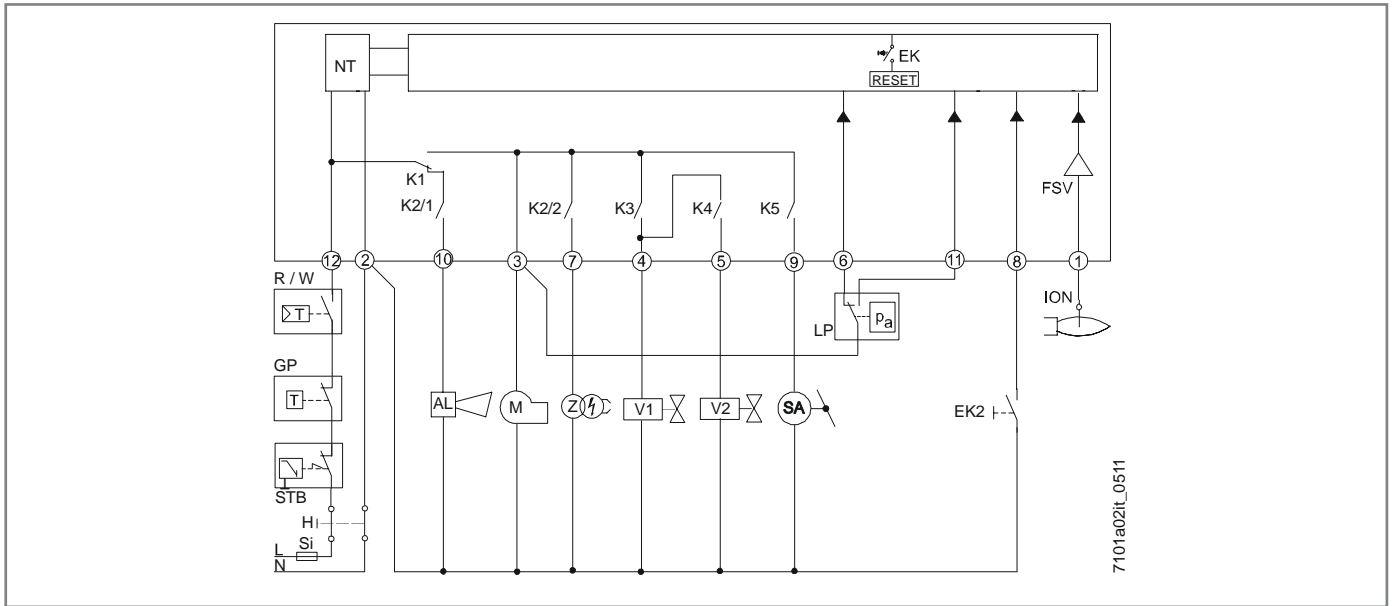 NT
EK
RESET
FSV
K1
K2/1
K2/2
K3
K4
K5
12
2
10
3
7
4
5
9
6
11
8
1
R / W
T
LP
pa
ION
GP
T
AL
M
Z
V1
V2
SA
EK2
STB
H
Si
L
N
7101a02it_0511